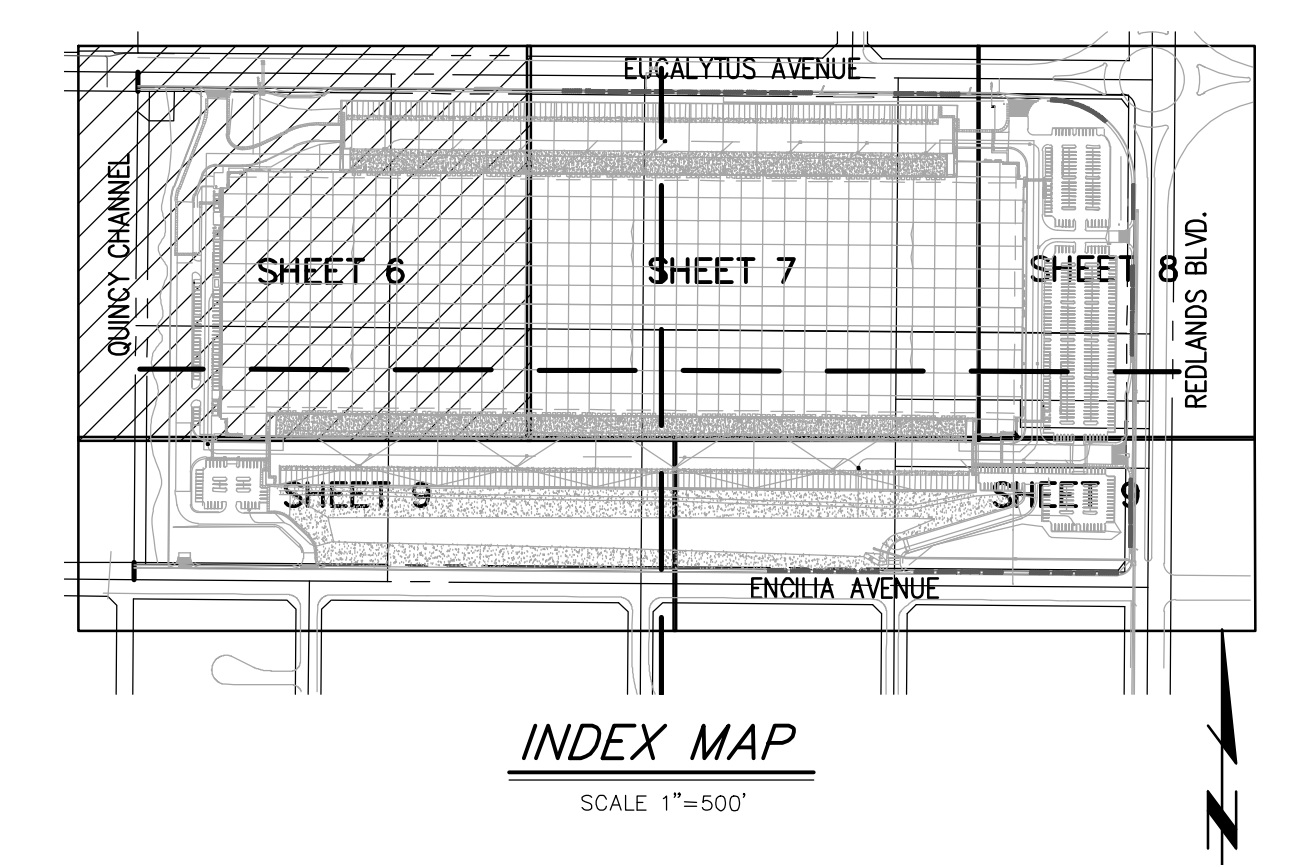 EUCALYTUS AVENUE
QUINCY CHANNEL
SHEET 6
SHEET 7
SHEET 8
REDLANDS BLVD.
SHEET 9
SHEET 9
ENCILIA AVENUE
INDEX MAP
SCALE 1"=500'
N